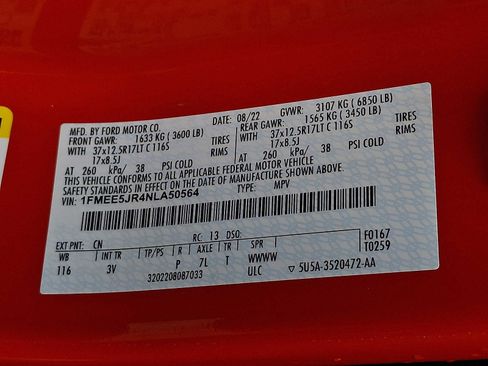 MFD. BY FORD MOTOR CO. DATE: 08/22 GVWR: 3107 KG ( 6850 LB)
FRONT GAWR: 1633 KG ( 3600 LB) REAR GAWR: 1565 KG ( 3450 LB)
WITH 37x12.5R17LT C 116S TIRES WITH 37x12.5R17LT C 116S TIRES
17x8.5J 17x8.5J
AT 260 kPa/ 38 PSI COLD AT 260 kPa/ 38 PSI COLD
THIS VEHICLE CONFORMS TO ALL APPLICABLE FEDERAL MOTOR VEHICLE
SAFETY STANDARDS IN EFFECT ON THE DATE OF MANUFACTURE SHOWN ABOVE.
VIN: 1FMEE5JR4NLA50564 TYPE: MPV
EXT PNT: CN RC: 13 DSO: F0167
WB INT TR TP/PS R AXLE TR SPR T0259
116 3V P 7L T WWWW
3202208087033 ULC ▽ 5U5A-3520472-AA